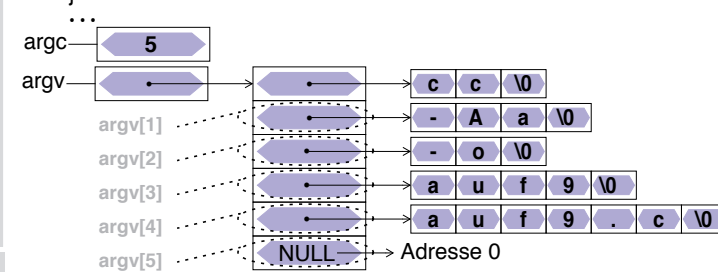 ...
argc 5
argv c c \0
argv[1] - A a \0
argv[2] - o \0
argv[3] a u f 9 \0
argv[4] a u f 9 . c \0
argv[5] NULL Adresse 0